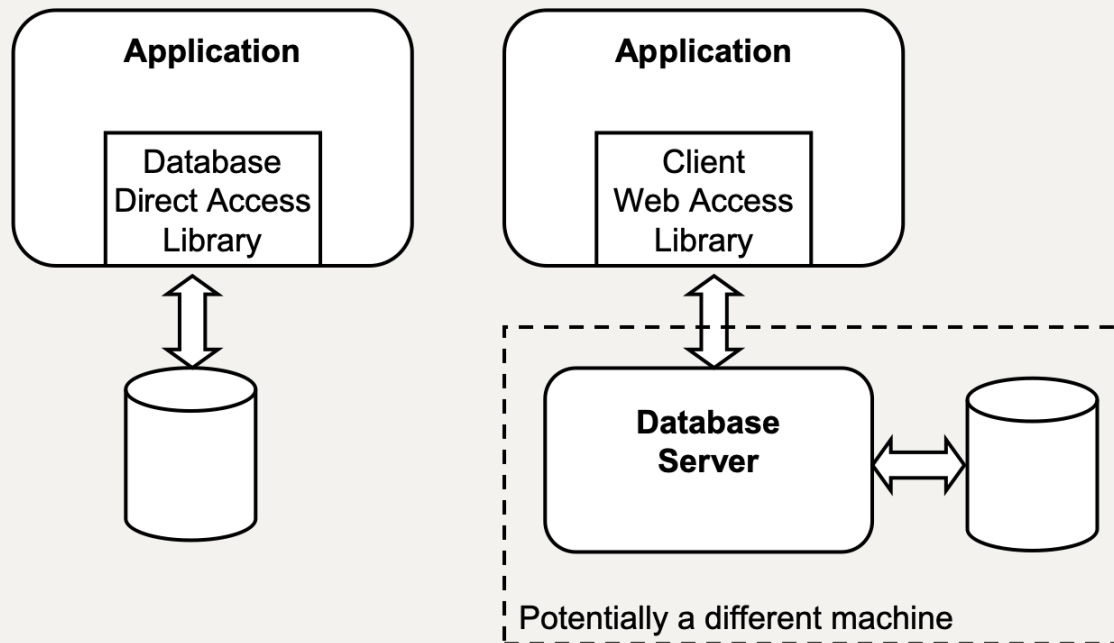 Application
Database
Direct Access
Library
Application
Client
Web Access
Library
Database
Server
Potentially a different machine